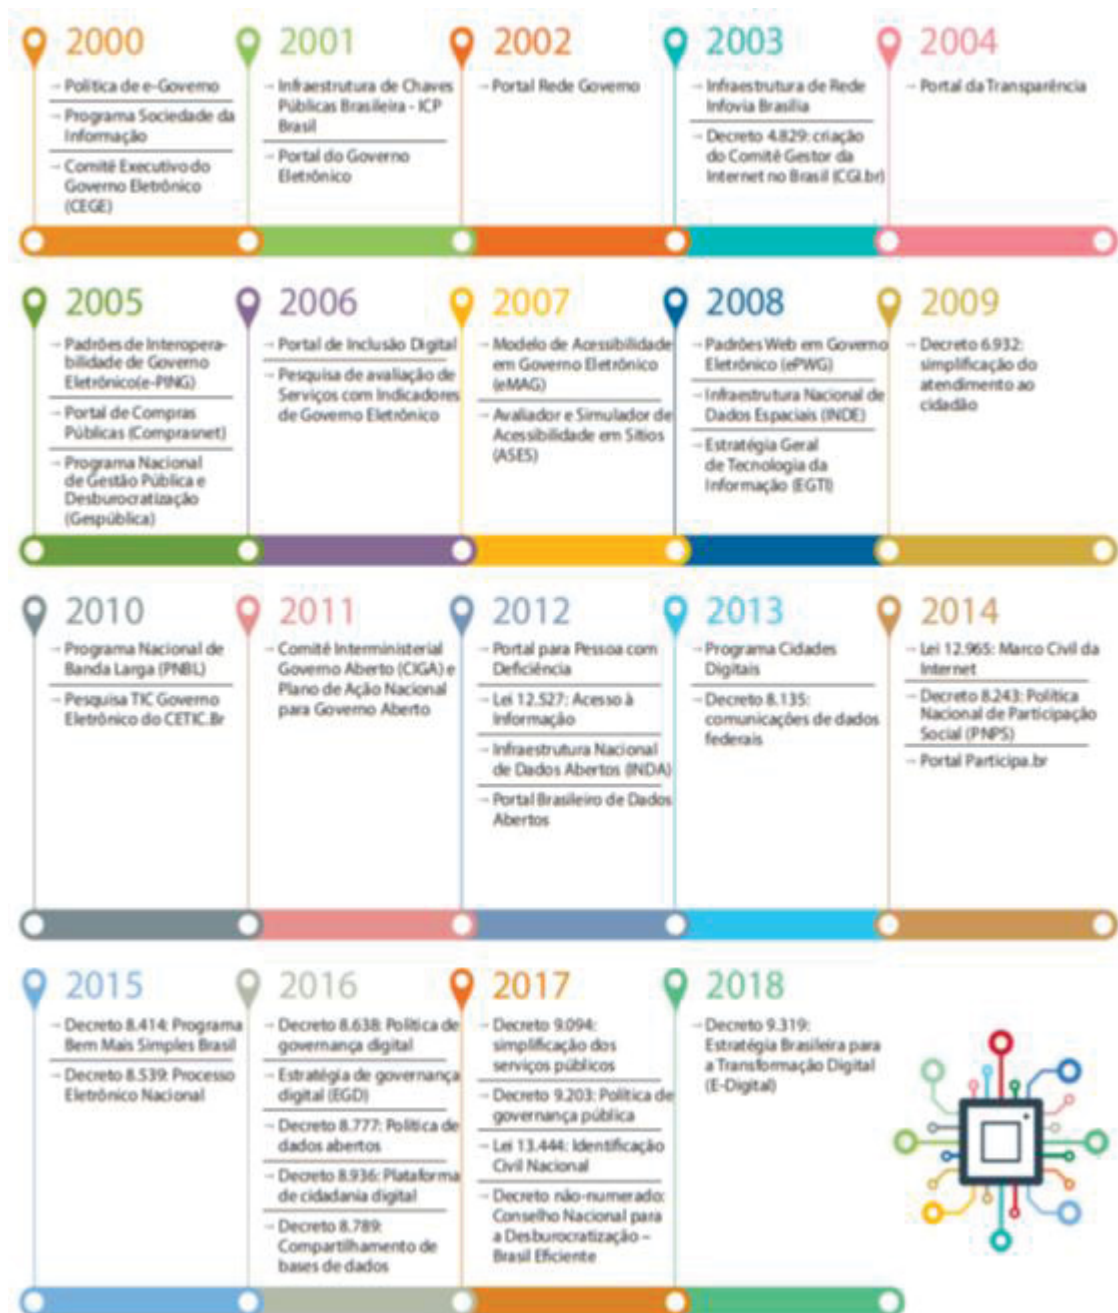 2000
→ Política de e-Governo
→ Programa Sociedade da
Informação
→ Comitê Executivo do
Governo Eletrônico
(CEGE)
2001
→ Infraestrutura de Chaves
Públicas Brasileira - ICP
Brasil
→ Portal do Governo
Eletrônico
2002
→ Portal Rede Governo
2003
→ Infraestrutura de Rede
Infovia Brasília
→ Decreto 4.829: criação
do Comitê Gestor da
Internet no Brasil (CGI.br)
2004
→ Portal da Transparência
2005
→ Padrões de Interopera-
bilidade de Governo
Eletrônico(e-PING)
→ Portal de Compras
Públicas (Comprasnet)
→ Programa Nacional
de Gestão Pública e
Desburocratização
(Gespública)
2006
→ Portal de Inclusão Digital
→ Pesquisa de avaliação de
Serviços com Indicadores
de Governo Eletrônico
2007
→ Modelo de Acessibilidade
em Governo Eletrônico
(eMAG)
→ Avaliador e Simulador de
Acessibilidade em Sítios
(ASES)
2008
→ Padrões Web em Governo
Eletrônico (ePWG)
→ Infraestrutura Nacional de
Dados Espaciais (INDE)
→ Estratégia Geral
de Tecnologia da
Informação (EGTI)
2009
→ Decreto 6.932:
simplificação do
atendimento ao
cidadão
2010
→ Programa Nacional de
Banda Larga (PNBL)
→ Pesquisa TIC Governo
Eletrônico do CETIC.Br
2011
→ Comitê Interministerial
Governo Aberto (CIGA) e
Plano de Ação Nacional
para Governo Aberto
2012
→ Portal para Pessoa com
Deficiência
→ Lei 12.527: Acesso à
Informação
→ Infraestrutura Nacional
de Dados Abertos (INDA)
→ Portal Brasileiro de Dados
Abertos
2013
→ Programa Cidades
Digitais
→ Decreto 8.135:
comunicações de dados
federais
2014
→ Lei 12.965: Marco Civil da
Internet
→ Decreto 8.243: Política
Nacional de Participação
Social (PNPS)
→ Portal Participa.br
2015
→ Decreto 8.414: Programa
Bem Mais Simples Brasil
→ Decreto 8.539: Processo
Eletrônico Nacional
2016
→ Decreto 8.638: Política de
governança digital
→ Estratégia de governança
digital (EGD)
→ Decreto 8.777: Política de
dados abertos
→ Decreto 8.936: Plataforma
de cidadania digital
→ Decreto 8.789:
Compartilhamento de
bases de dados
2017
→ Decreto 9.094:
simplificação dos
serviços públicos
→ Decreto 9.203: Política de
governança pública
→ Lei 13.444: Identificação
Civil Nacional
→ Decreto não-numerado:
Conselho Nacional para
a Desburocratização –
Brasil Eficiente
2018
→ Decreto 9.319:
Estratégia Brasileira para
a Transformação Digital
(E-Digital)